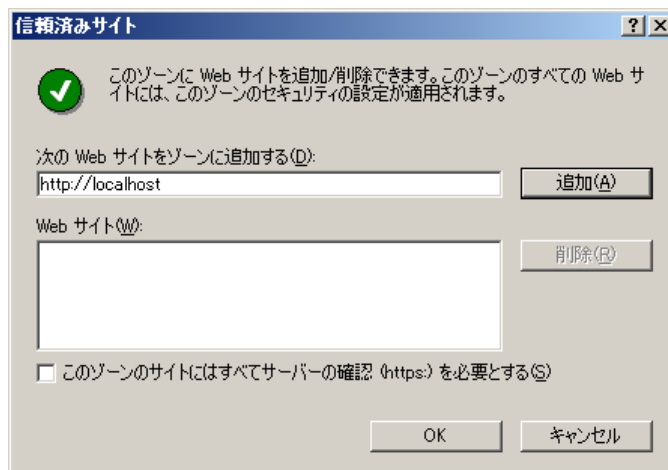 信頼済みサイト
このゾーンに Web サイトを追加/削除できます。このゾーンのすべての Web サ
イトには、このゾーンのセキュリティの設定が適用されます。
次の Web サイトをゾーンに追加する(D):
http://localhost
追加(A)
Web サイト(W):
削除(R)
このゾーンのサイトにはすべてサーバーの確認 (https:) を必要とする(S)
OK
キャンセル